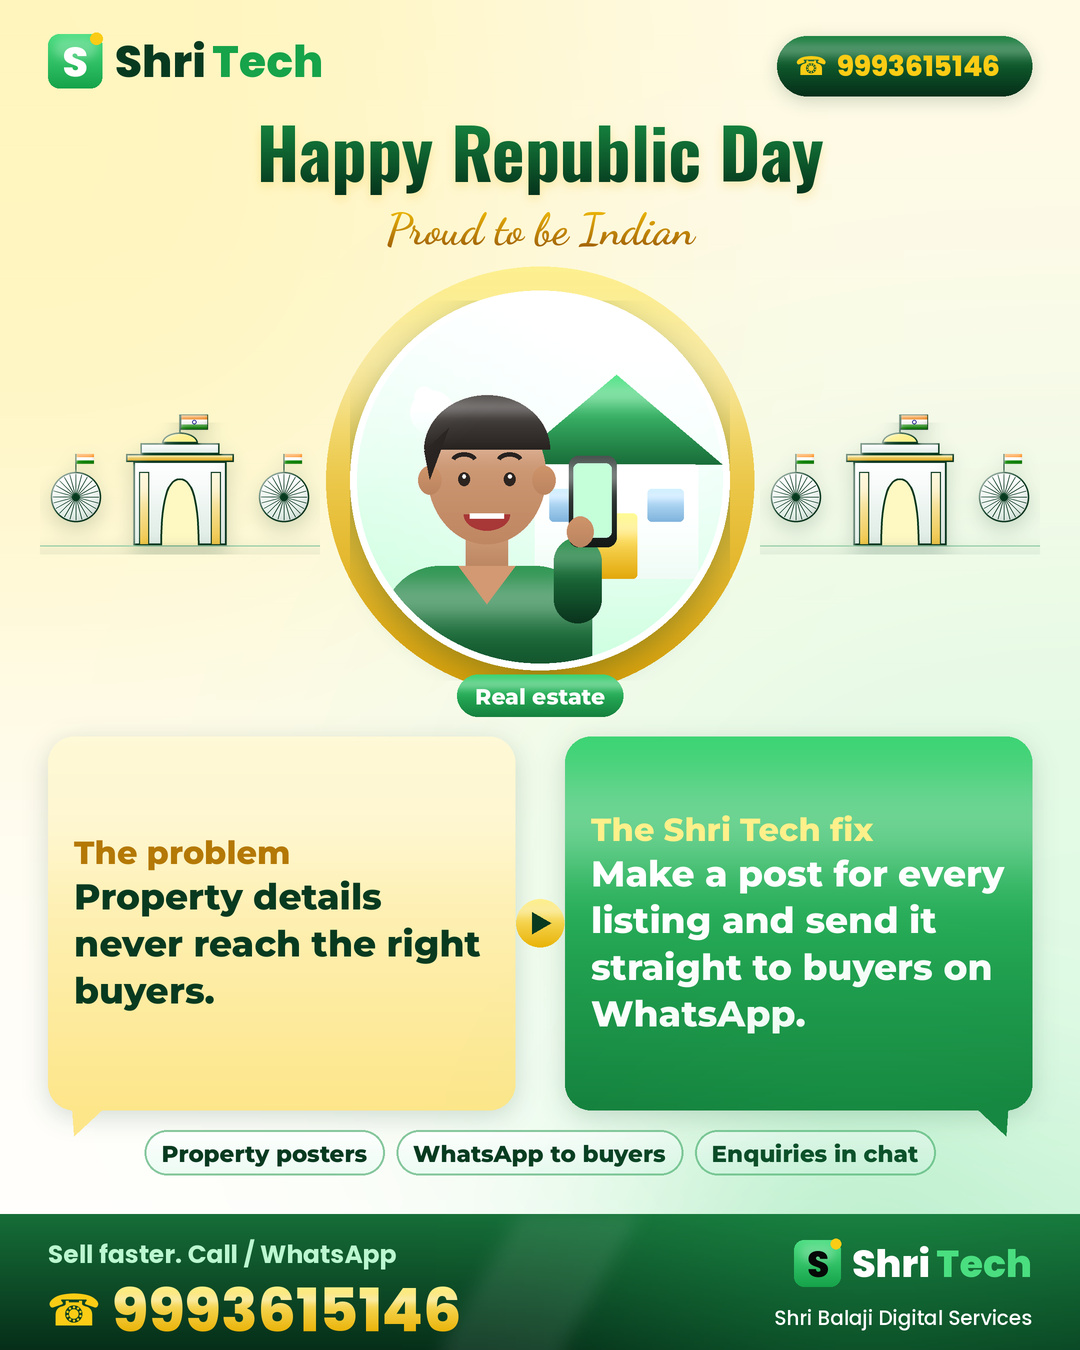 S Shri Tech
☎ 9993615146
Happy Republic Day
Proud to be Indian
Real estate
The problem
Property details
never reach the right
buyers.
The Shri Tech fix
Make a post for every
listing and send it
straight to buyers on
WhatsApp.
Property posters
WhatsApp to buyers
Enquiries in chat
Sell faster. Call / WhatsApp
☎ 9993615146
S Shri Tech
Shri Balaji Digital Services